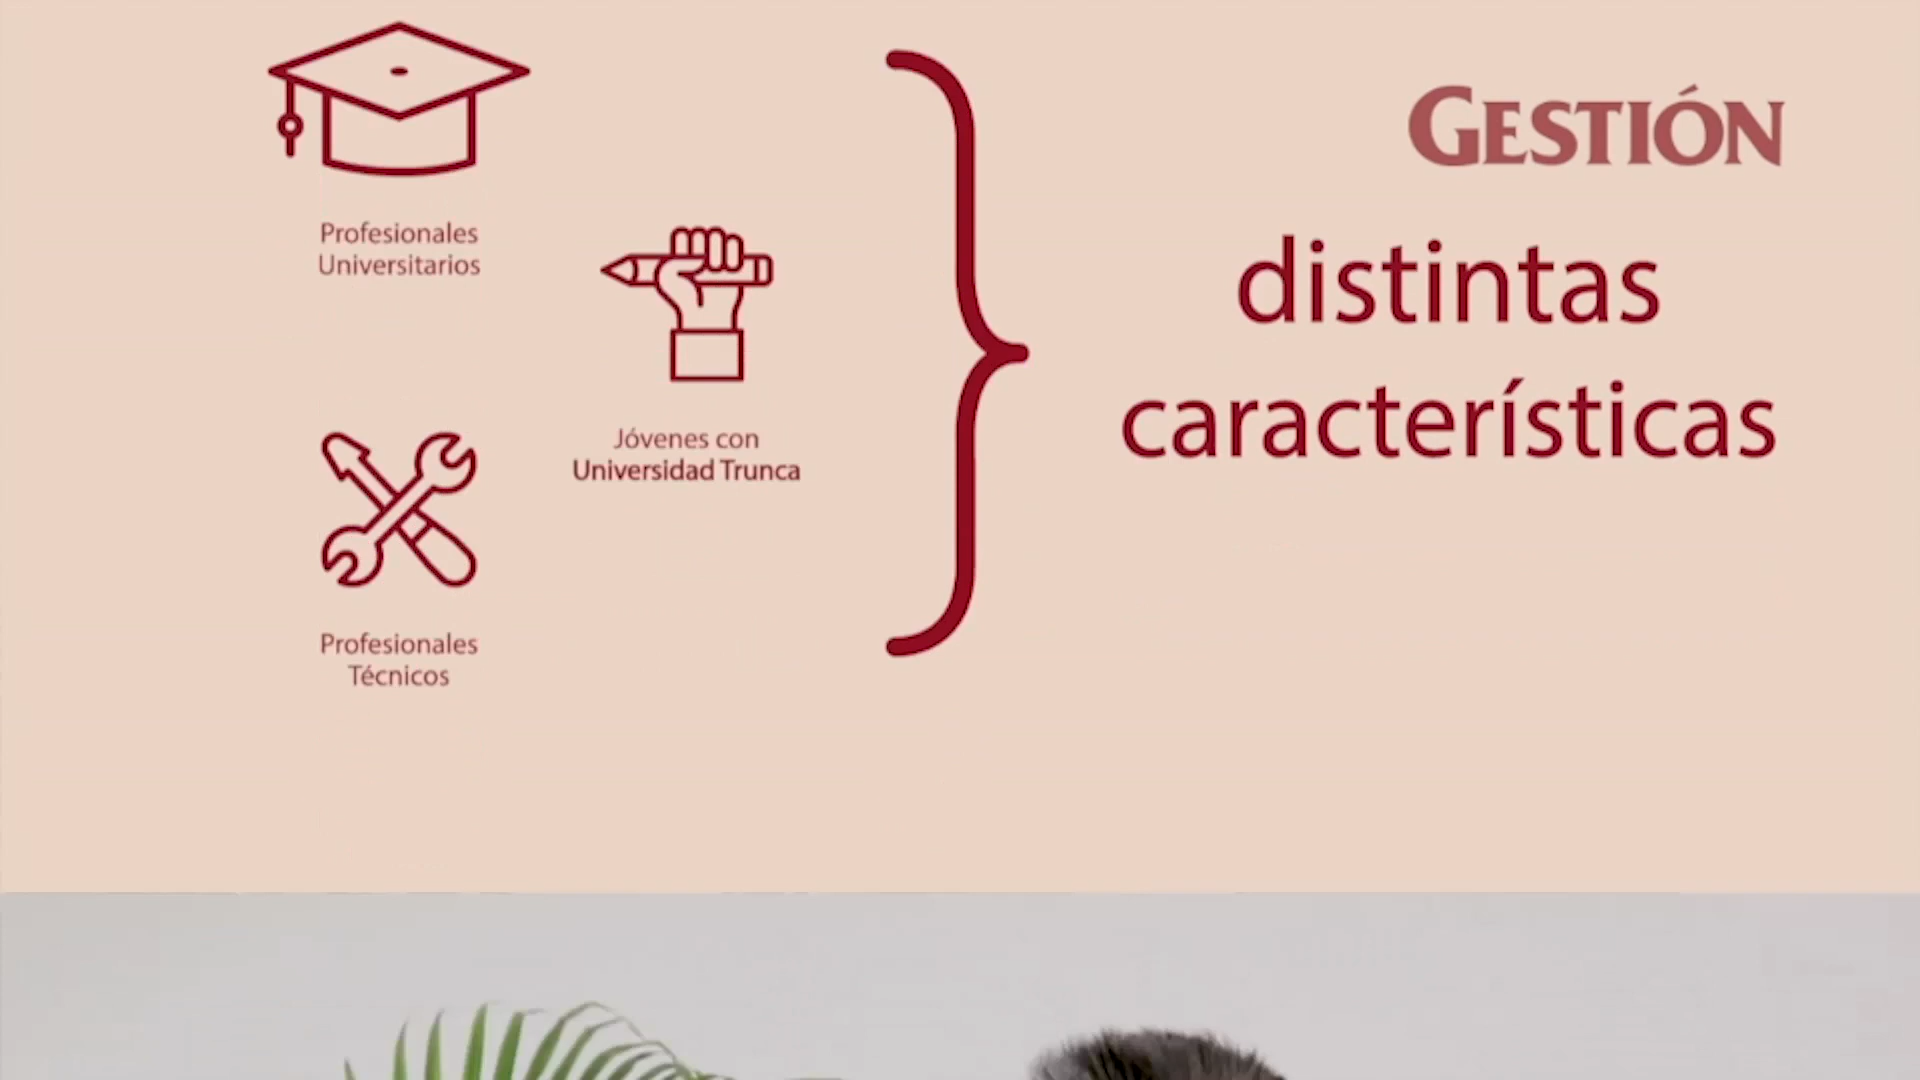 Profesionales
Universitarios
Jóvenes con
Universidad Trunca
Profesionales
Técnicos
GESTIÓN
distintas
características